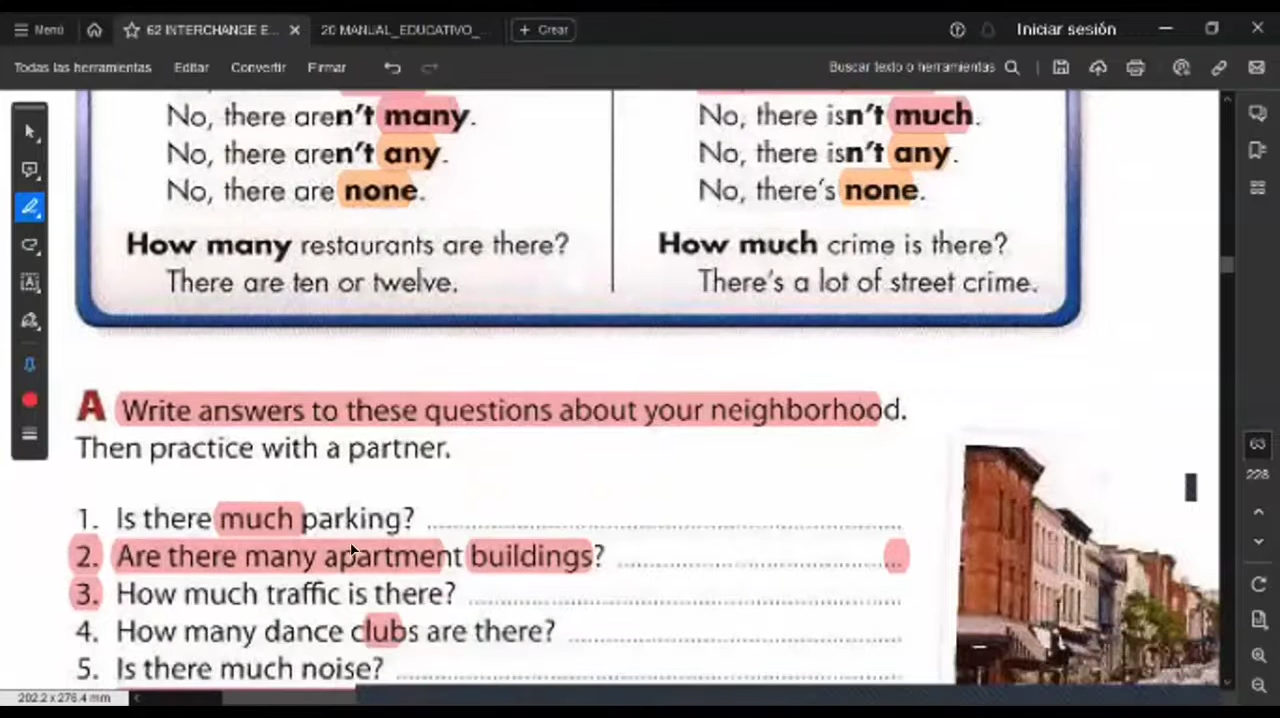 Menú
62 INTERCHANGE E...
20 MANUAL_EDUCATIVO_...
+ Crear
Iniciar sesión
Todas las herramientas
Editar
Convertir
Firmar
Buscar texto o herramientas
No, there aren't many.
No, there aren't any.
No, there are none.
How many restaurants are there?
There are ten or twelve.
No, there isn't much.
No, there isn't any.
No, there's none.
How much crime is there?
There's a lot of street crime.
A Write answers to these questions about your neighborhood.
Then practice with a partner.
1. Is there much parking?
2. Are there many apartment buildings?
3. How much traffic is there?
4. How many dance clubs are there?
5. Is there much noise?
63
228
202.2 x 276.4 mm